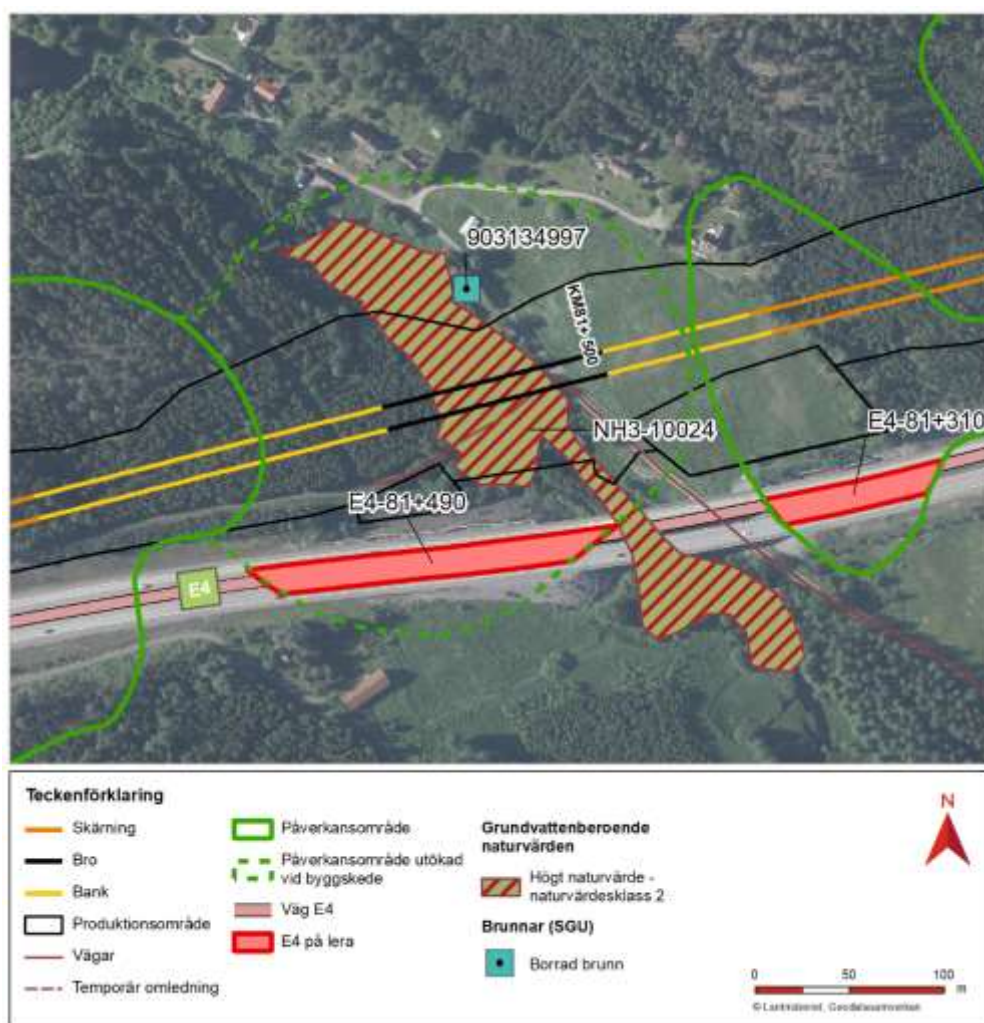 903134997
KM81+ 500
NH3-10024
E4-81+310
E4-81+490
E4
Teckenförklaring
Skärning
Bro
Bank
Produktionsområde
Vägar
Temporär omledning
Påverkansområde
Påverkansområde utökad
vid byggskede
Väg E4
E4 på lera
Grundvattenberoende
naturvärden
Högt naturvärde -
naturvärdesklass 2
Brunnar (SGU)
Borrad brunn
N
0 50 100
m
© Lantmäteriet, Geodatasamverkan